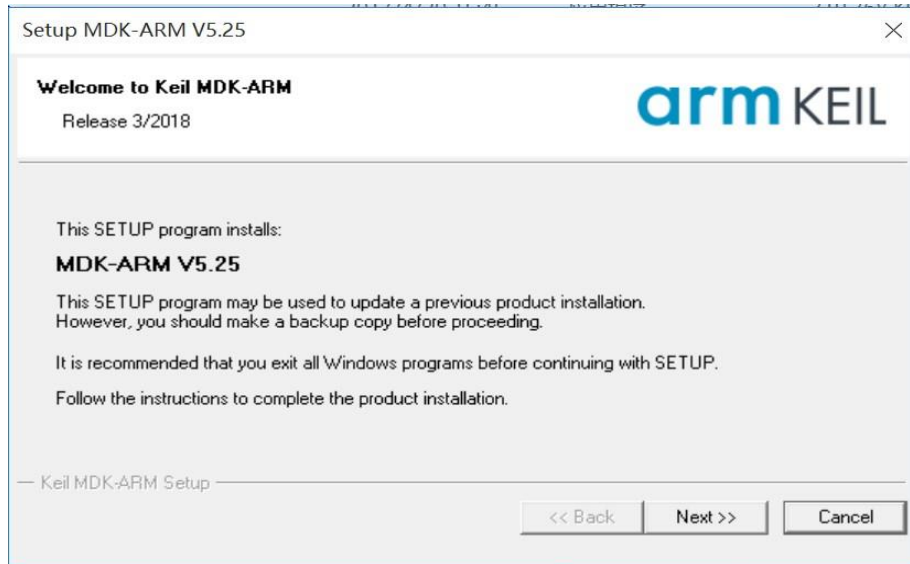 Setup MDK-ARM V5.25
Welcome to Keil MDK-ARM
Release 3/2018
arm KEIL
This SETUP program installs:
MDK-ARM V5.25
This SETUP program may be used to update a previous product installation.
However, you should make a backup copy before proceeding.
It is recommended that you exit all Windows programs before continuing with SETUP.
Follow the instructions to complete the product installation.
Keil MDK-ARM Setup
<< Back
Next >>
Cancel